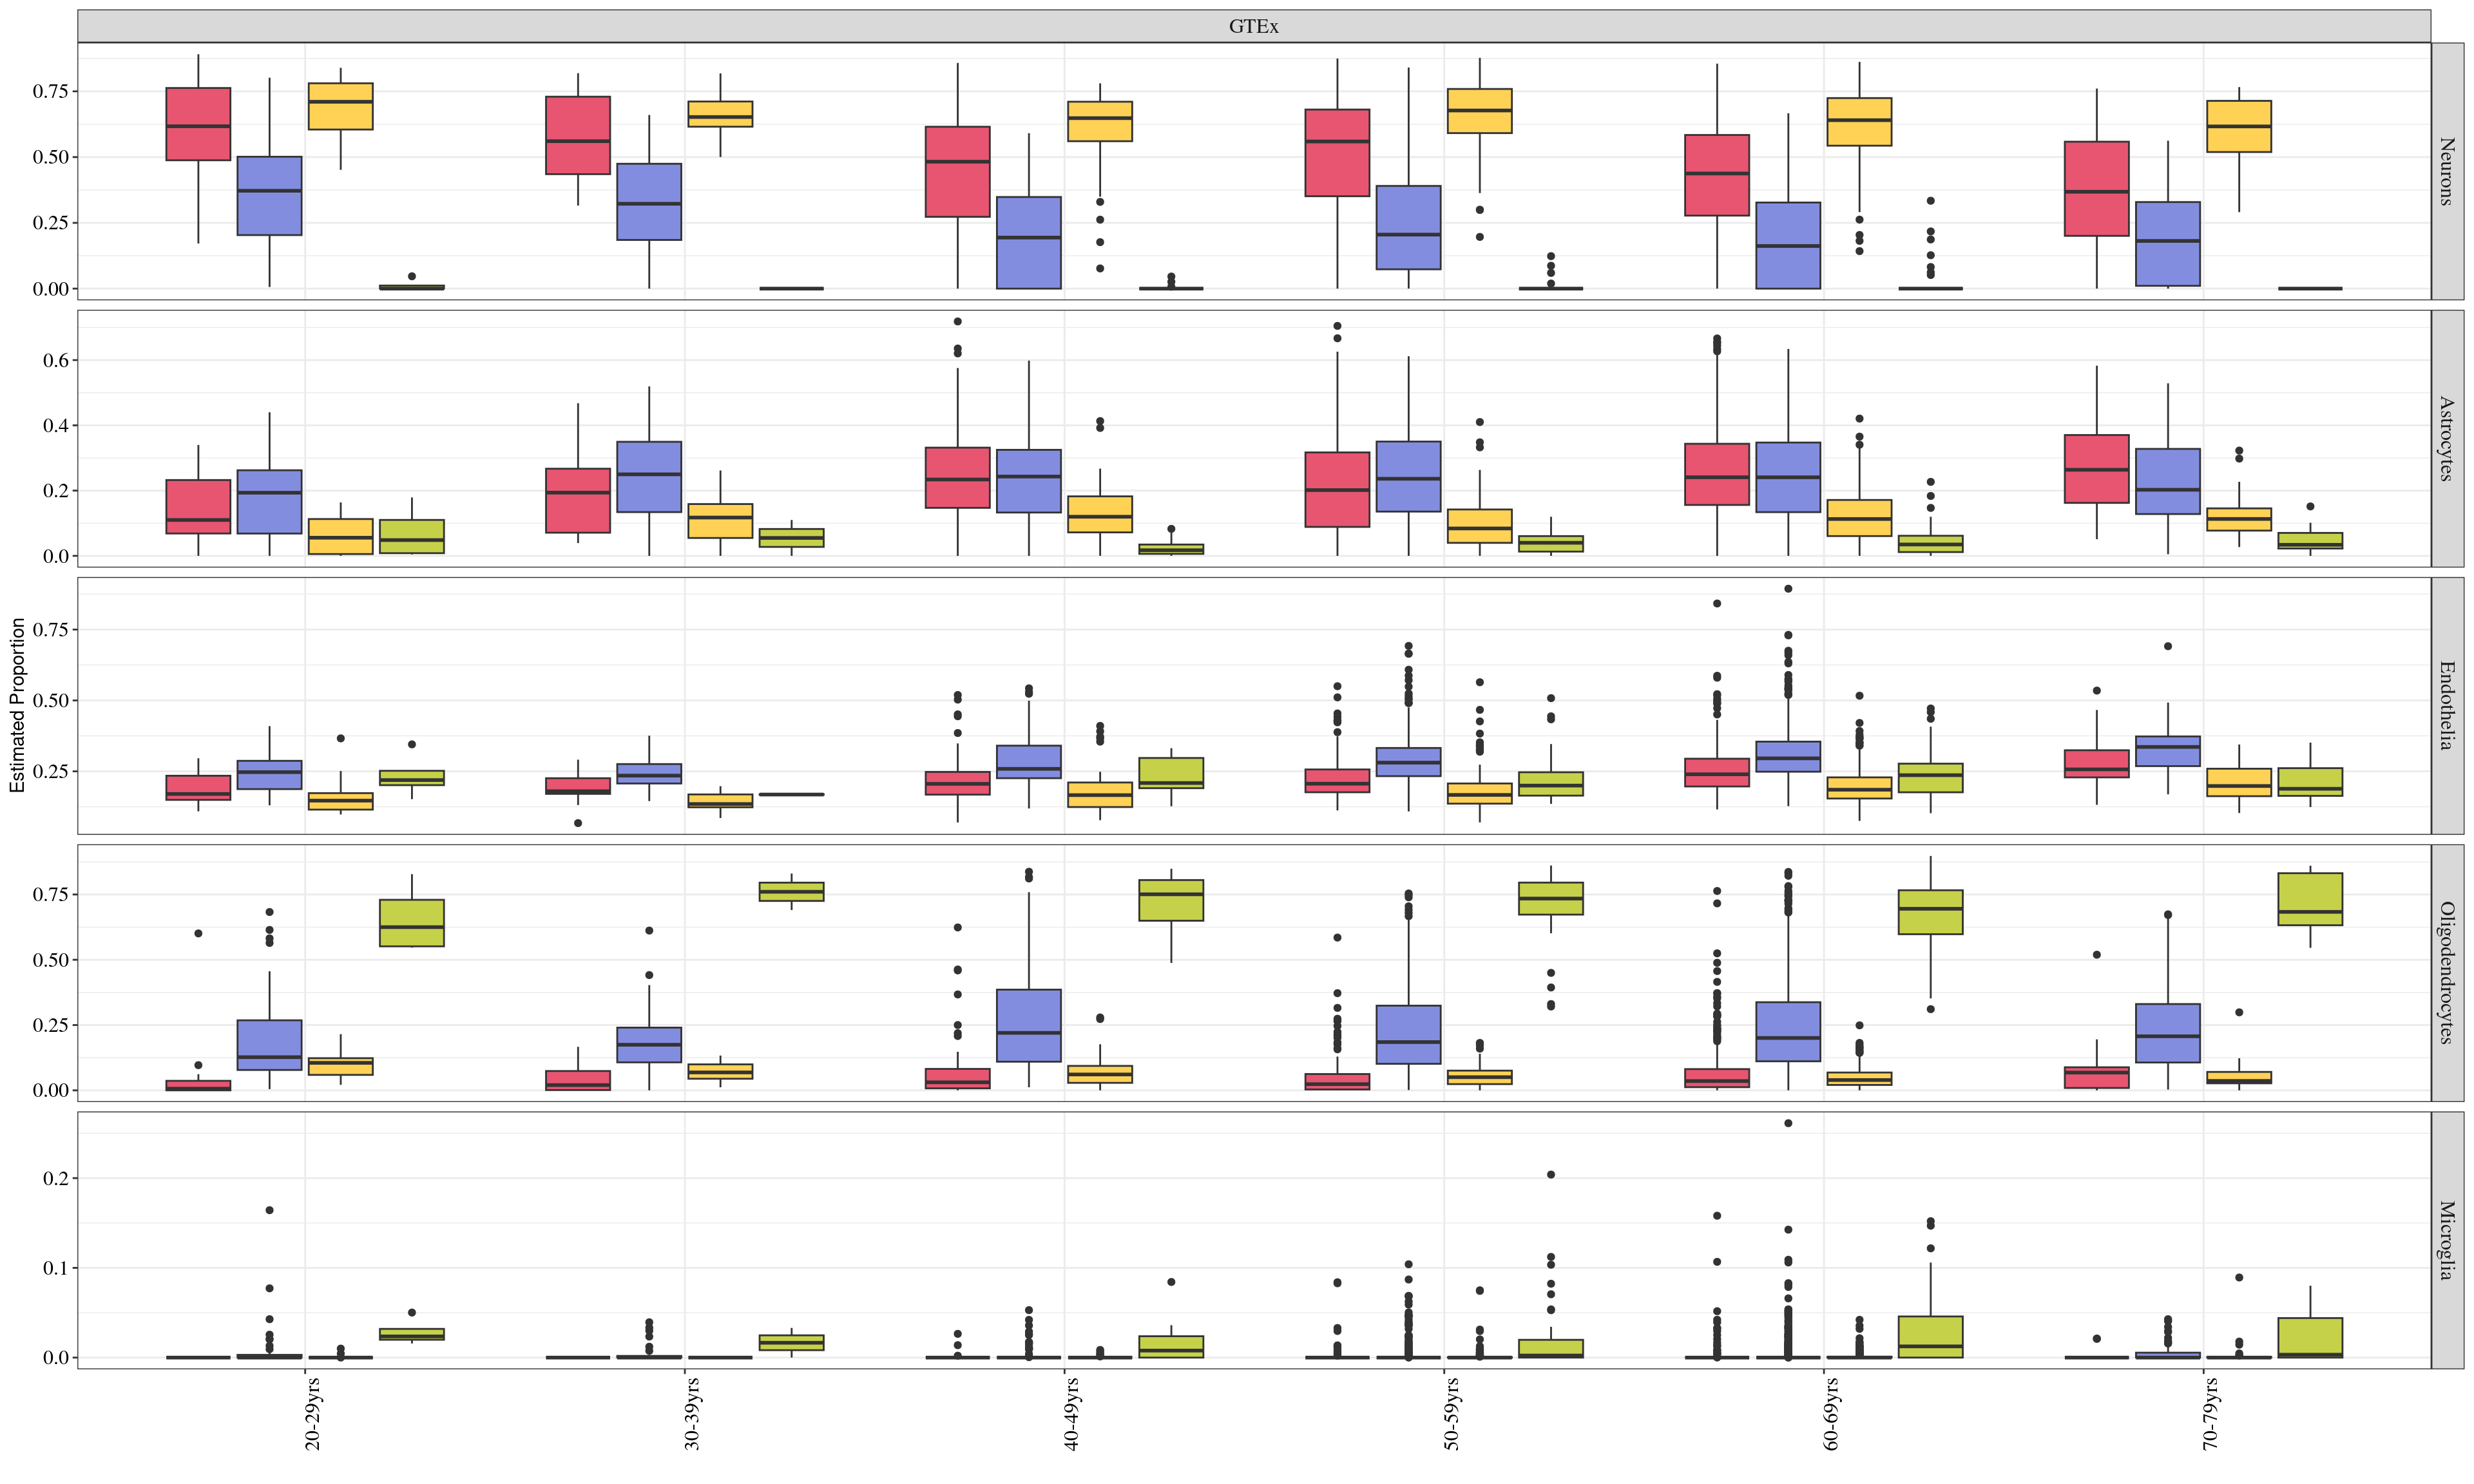 GTEx
Estimated Proportion
0.75
0.50
0.25
0.00
Neurons
0.6
0.4
0.2
0.0
Astrocytes
0.75
0.50
0.25
Endothelia
0.75
0.50
0.25
0.00
Oligodendrocytes
0.2
0.1
0.0
Microglia
20-29yrs
30-39yrs
40-49yrs
50-59yrs
60-69yrs
70-79yrs